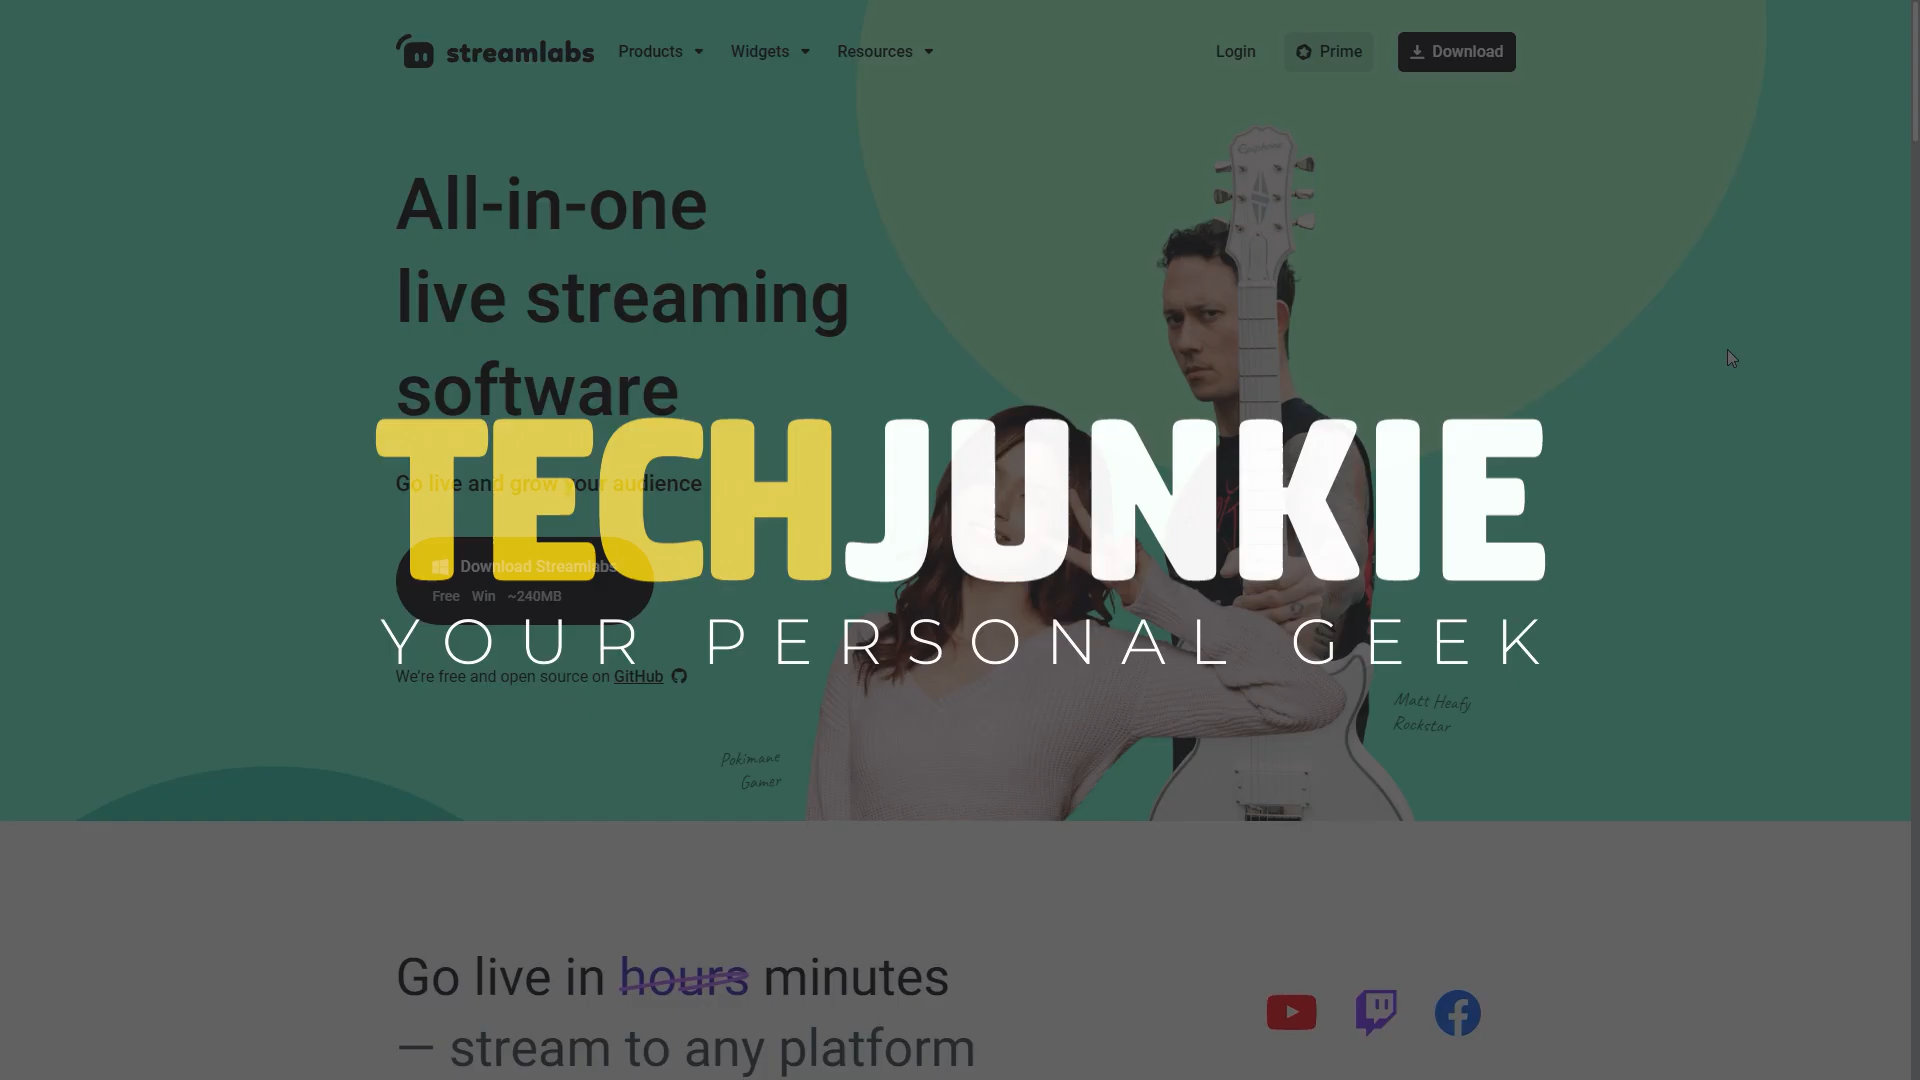 streamlabs Products Widgets Resources Login Prime Download
Epiphone
All-in-one
live streaming
software
TECHJUNKIE
Go live and grow your audience
Download Streamlabs
Free Win ~240MB
YOUR PERSONAL GEEK
We're free and open source on GitHub
Matt Heafy
Rockstar
Pokimane
Gamer
Go live in hours minutes
— stream to any platform